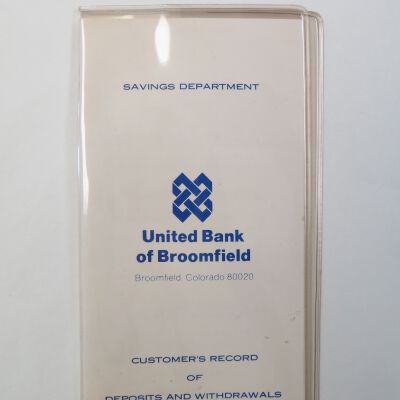 SAVINGS DEPARTMENT
United Bank
of Broomfield
Broomfield, Colorado 80020
CUSTOMER'S RECORD
OF
DEPOSITS AND WITHDRAWALS